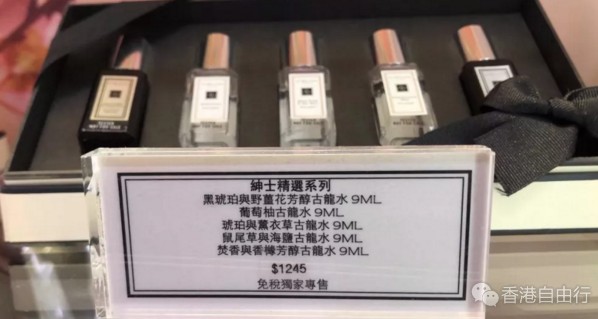 紳士精選系列
黑琥珀與野薑花芳醇古龍水 9ML
葡萄柚古龍水 9ML
琥珀與薰衣草古龍水 9ML
鼠尾草與海鹽古龍水 9ML
焚香與香櫞芳醇古龍水 9ML
$1245
免稅獨家專售
香港自由行